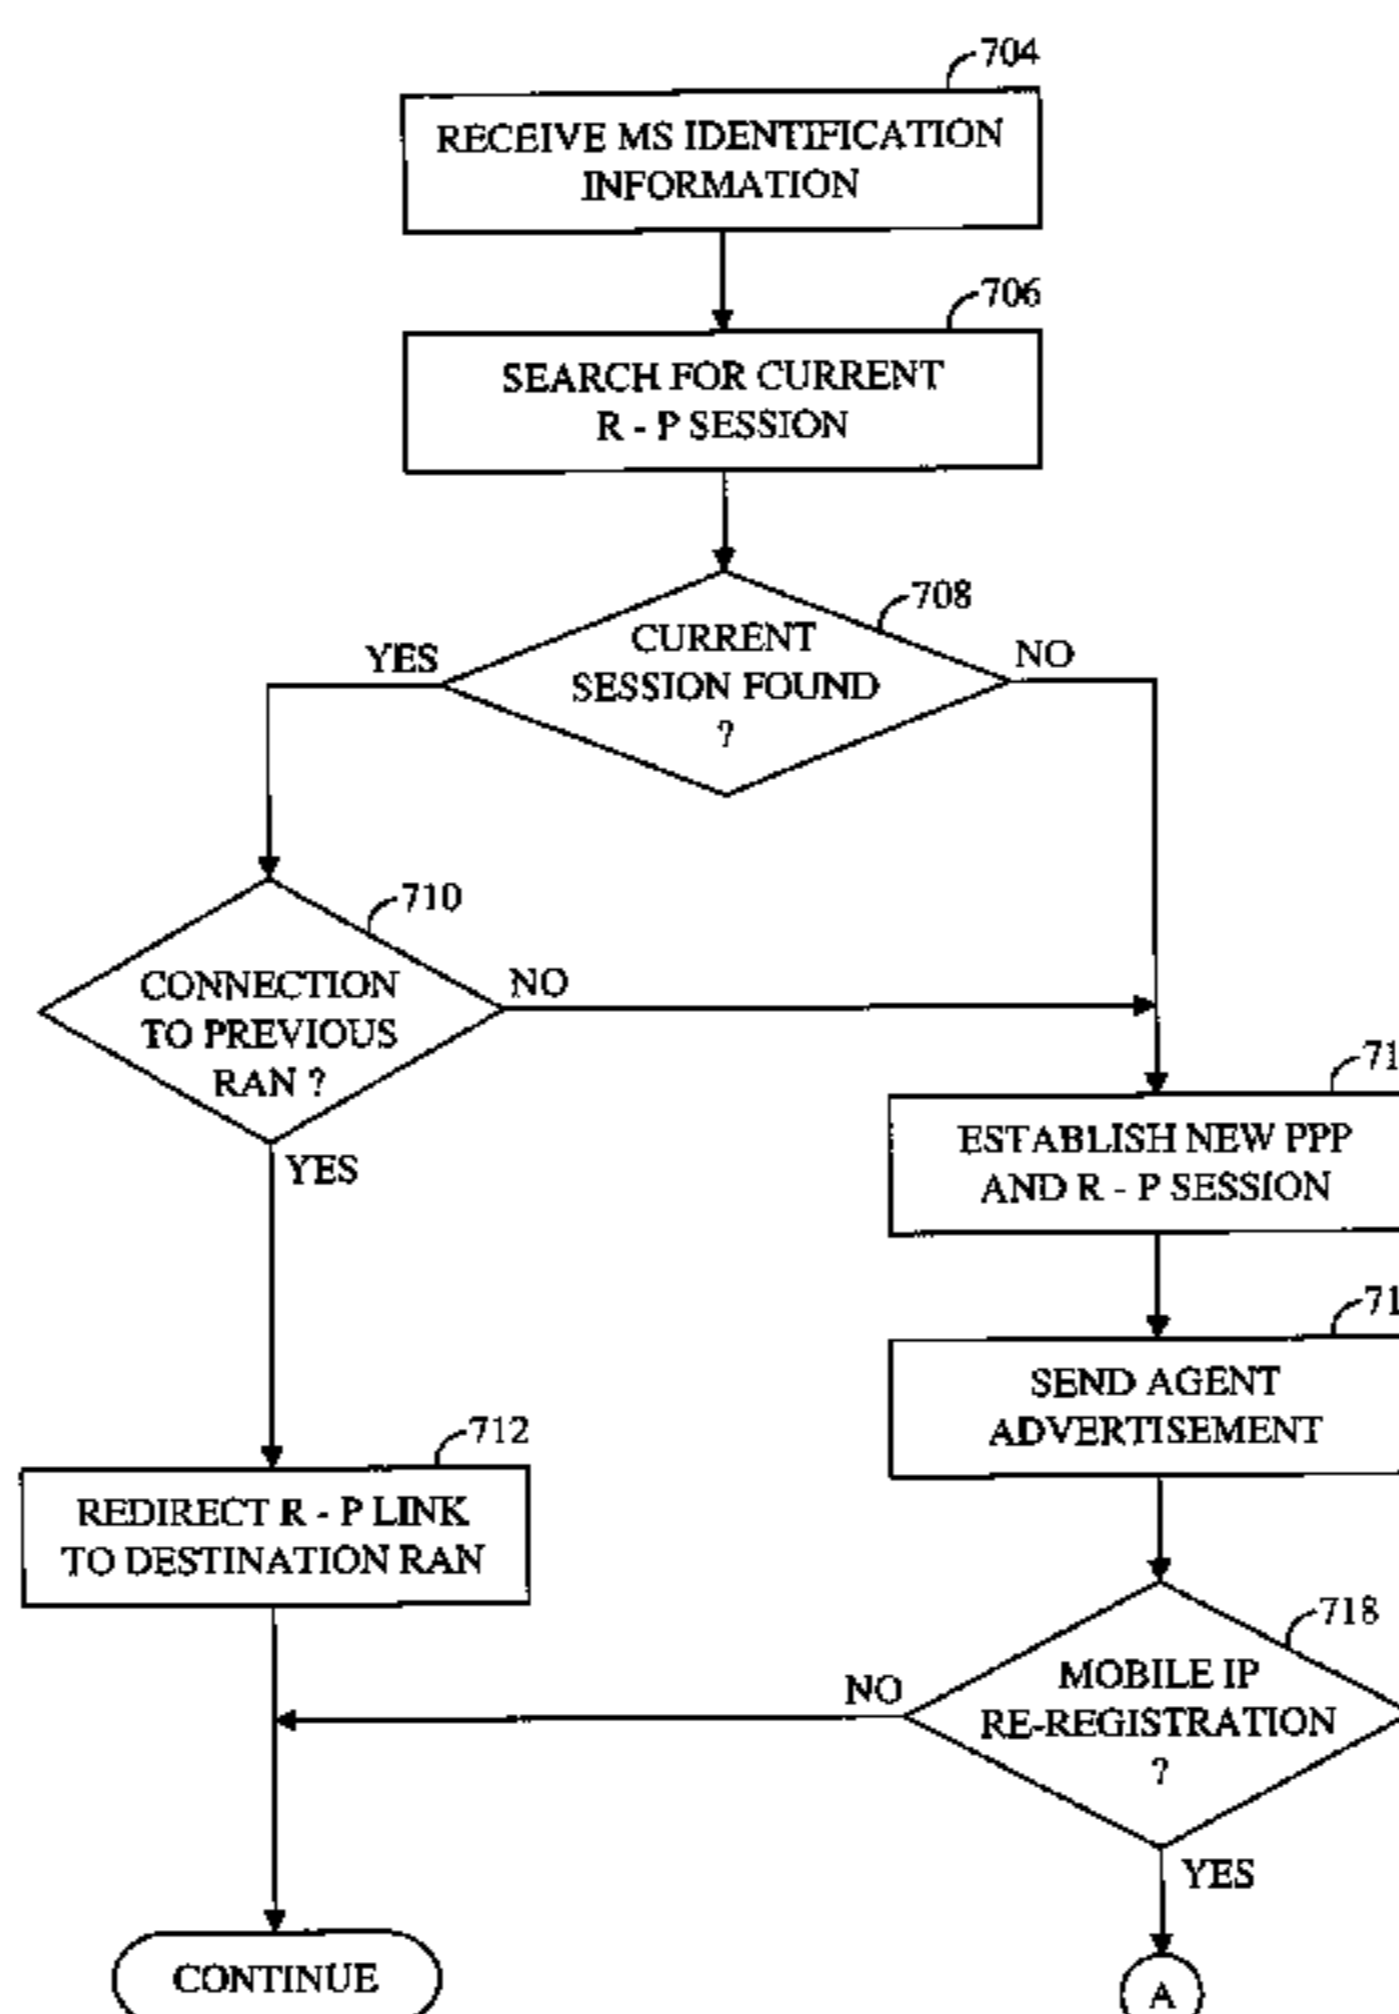 704
RECEIVE MS IDENTIFICATION
INFORMATION
706
SEARCH FOR CURRENT
R - P SESSION
708
CURRENT
SESSION FOUND
?
YES
NO
710
CONNECTION
TO PREVIOUS
RAN ?
NO
YES
71
ESTABLISH NEW PPP
AND R - P SESSION
71
SEND AGENT
ADVERTISEMENT
712
REDIRECT R - P LINK
TO DESTINATION RAN
718
MOBILE IP
RE-REGISTRATION
?
NO
YES
CONTINUE
A